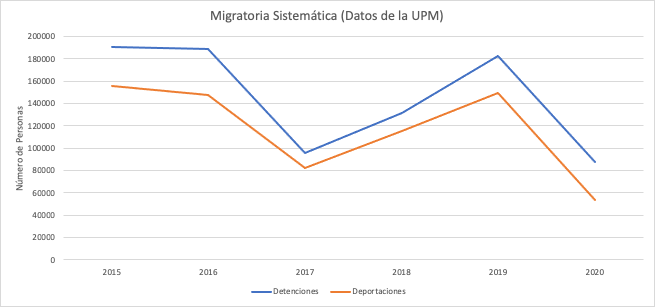 Migratoria Sistemática (Datos de la UPM)
Número de Personas
200000
180000
160000
140000
120000
100000
80000
60000
40000
20000
0
2015 2016 2017 2018 2019 2020
Detenciones Deportaciones